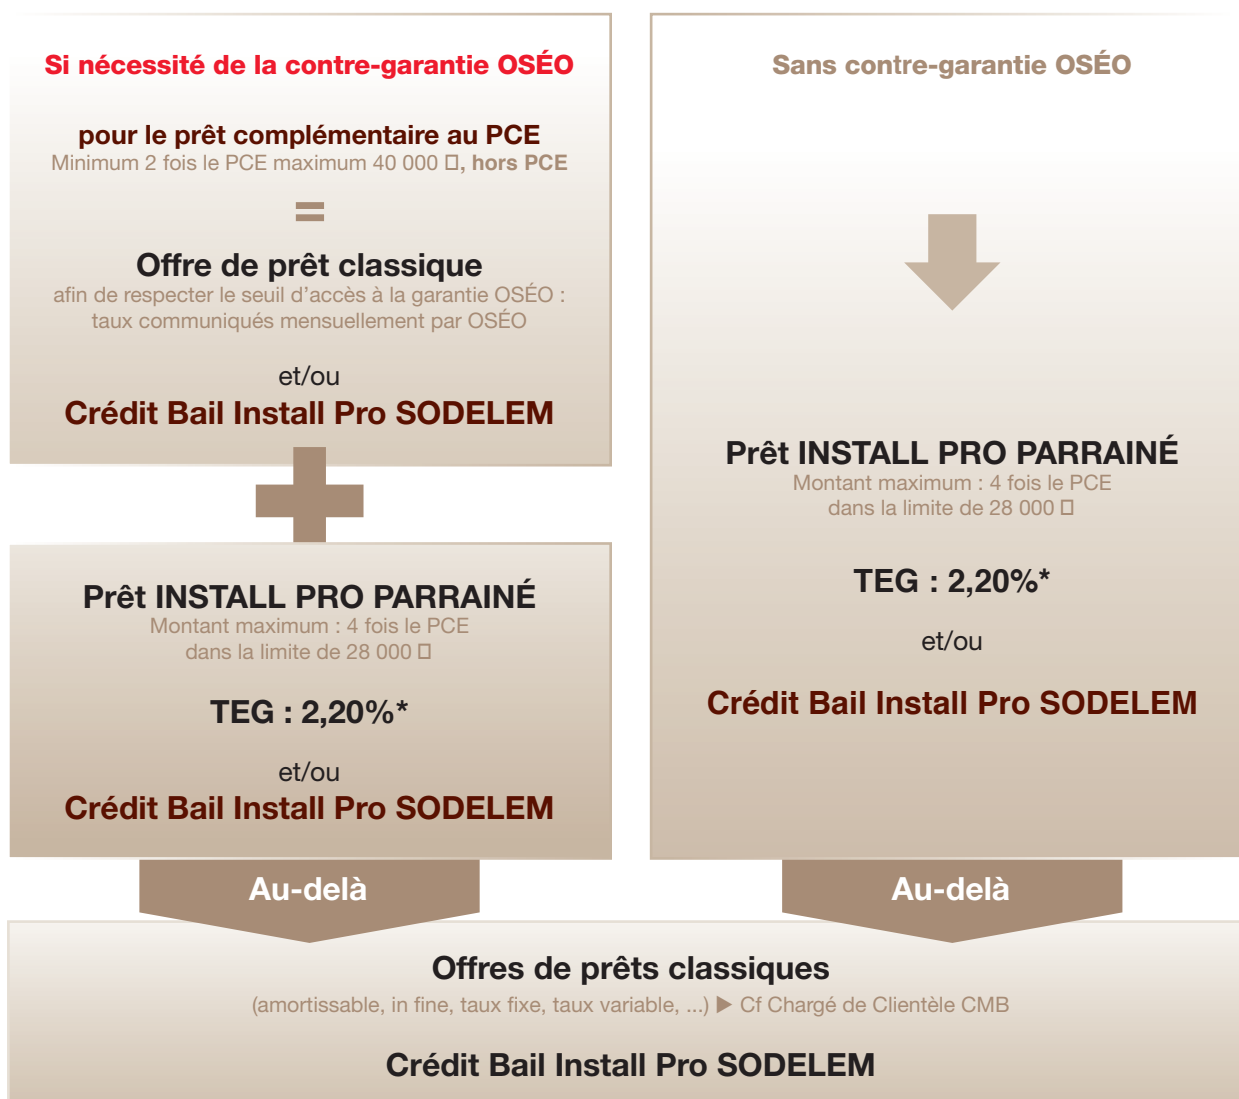 Si nécessité de la contre-garantie OSÉO
pour le prêt complémentaire au PCE
Minimum 2 fois le PCE maximum 40 000 □, hors PCE
=
Offre de prêt classique
afin de respecter le seuil d'accès à la garantie OSÉO :
taux communiqués mensuellement par OSÉO
et/ou
Crédit Bail Install Pro SODELEM
Prêt INSTALL PRO PARRAINÉ
Montant maximum : 4 fois le PCE
dans la limite de 28 000 □
TEG : 2,20%*
et/ou
Crédit Bail Install Pro SODELEM
Au-delà
Sans contre-garantie OSÉO
Prêt INSTALL PRO PARRAINÉ
Montant maximum : 4 fois le PCE
dans la limite de 28 000 □
TEG : 2,20%*
et/ou
Crédit Bail Install Pro SODELEM
Au-delà
Offres de prêts classiques
(amortissable, in fine, taux fixe, taux variable, ...) ▶ Cf Chargé de Clientèle CMB
Crédit Bail Install Pro SODELEM